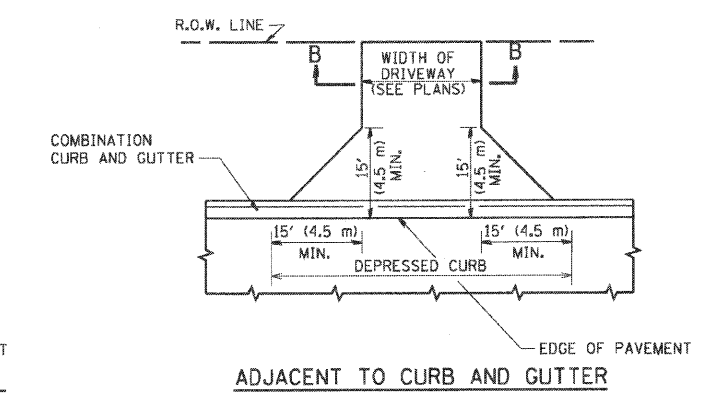 R.O.W. LINE
B
B
WIDTH OF
DRIVEWAY
(SEE PLANS)
COMBINATION
CURB AND GUTTER
15'
(4.5 m)
MIN.
15'
(4.5 m)
MIN.
15' (4.5 m)
MIN.
15' (4.5 m)
MIN.
DEPRESSED CURB
T
EDGE OF PAVEMENT
ADJACENT TO CURB AND GUTTER